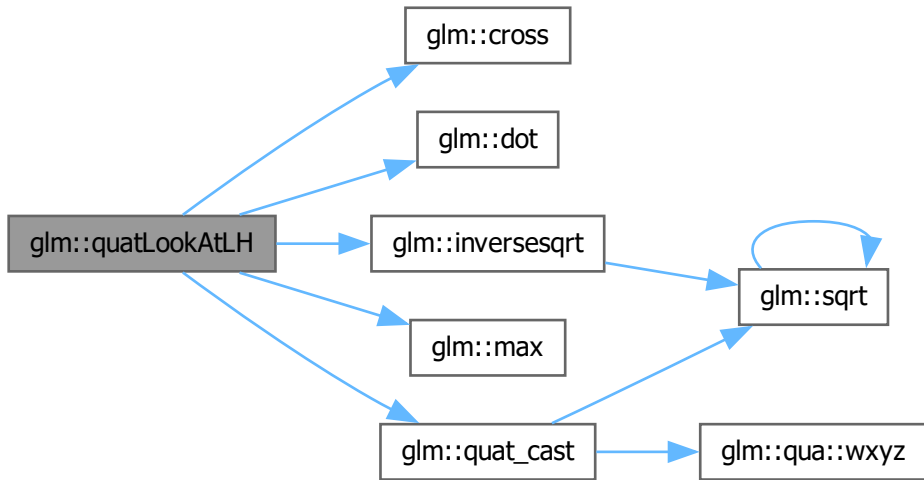 glm::cross
glm::dot
glm::quatLookAtLH
glm::inversesqrt
glm::sqrt
glm::max
glm::quat_cast
glm::qua::wxyz